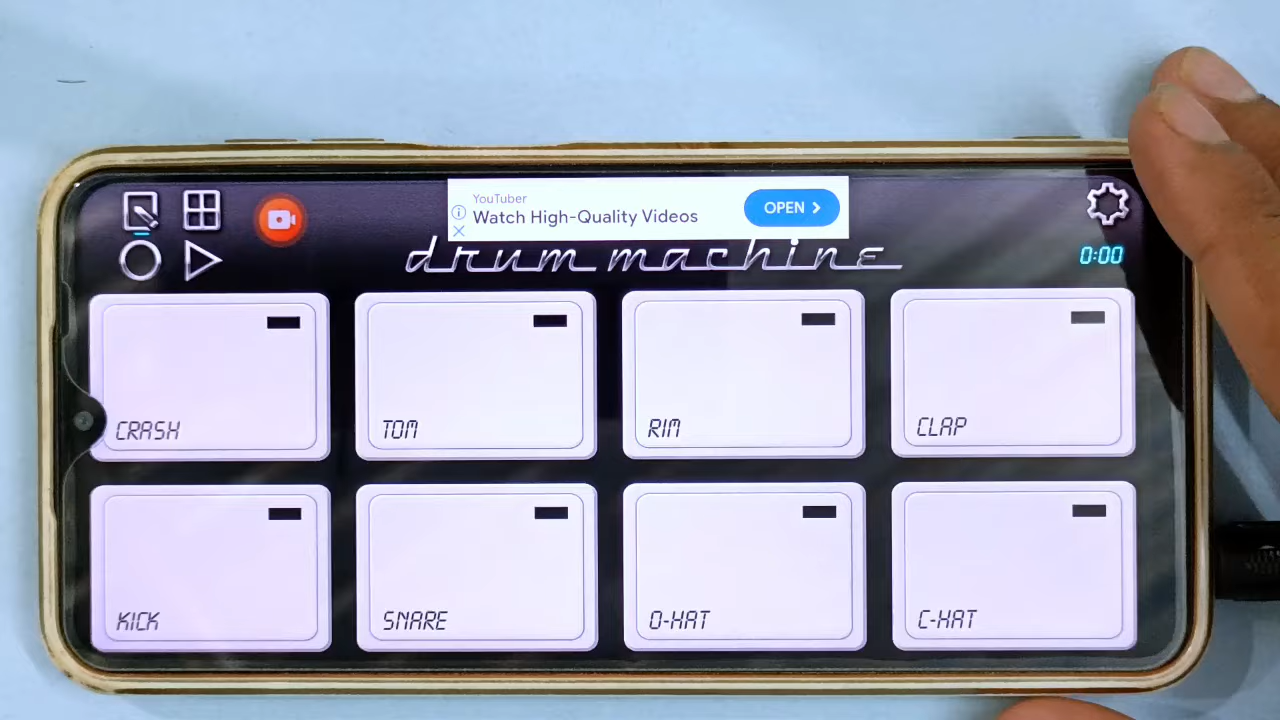 YouTuber
Watch High-Quality Videos
OPEN
drum machine
0:00
CRASH
TOM
RIM
CLAP
KICK
SNARE
O-HAT
C-HAT